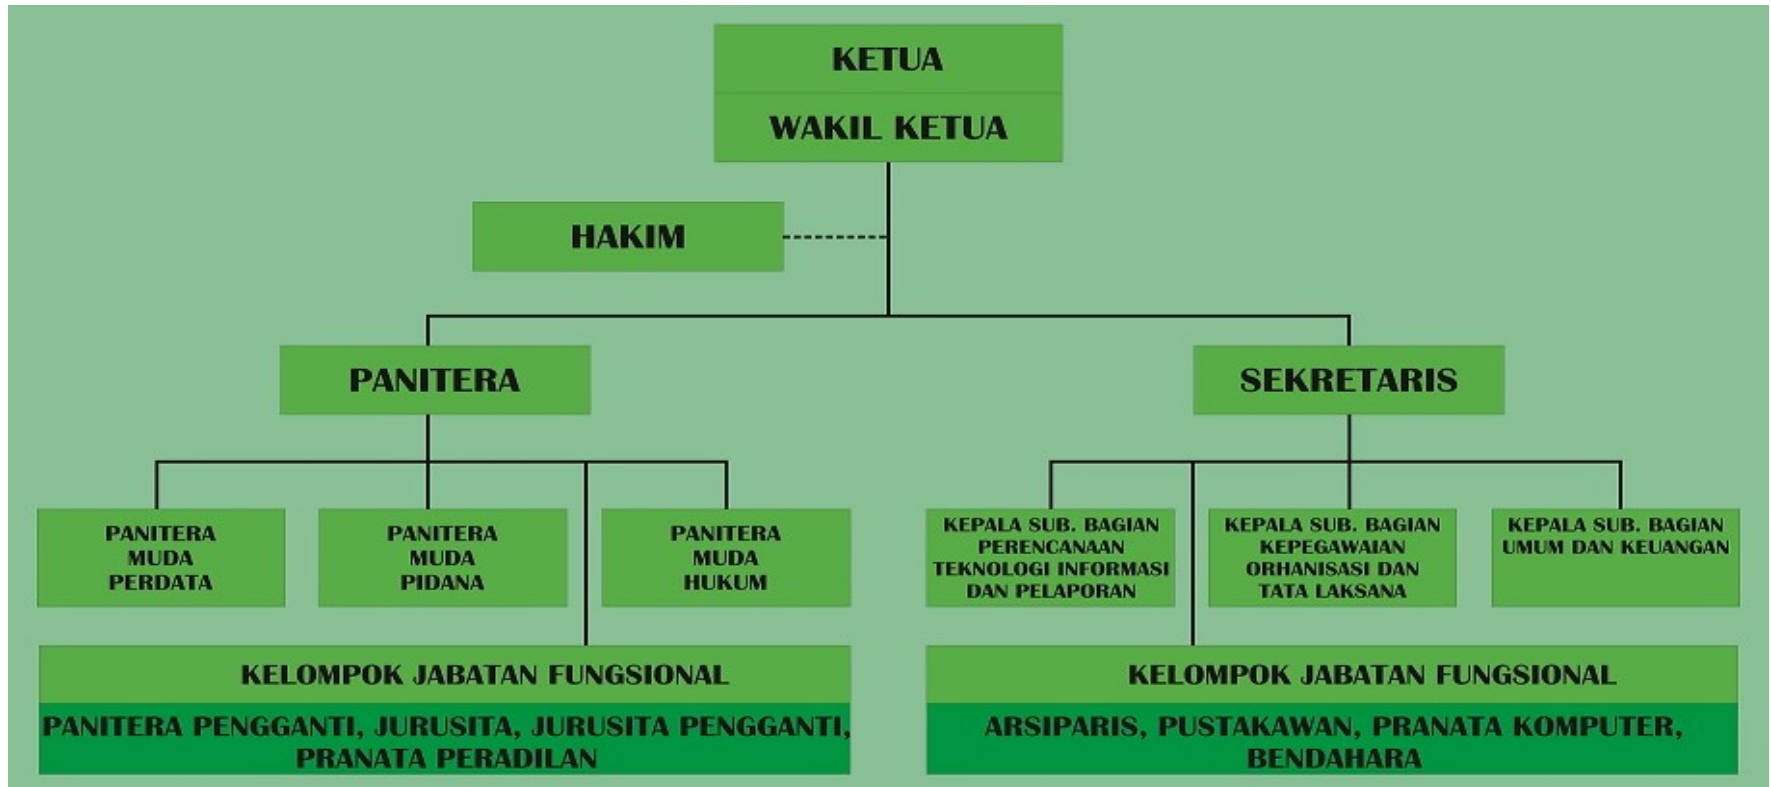 KETUA
WAKIL KETUA
HAKIM
PANITERA
SEKRETARIS
PANITERA
MUDA
PERDATA
PANITERA
MUDA
PIDANA
PANITERA
MUDA
HUKUM
KEPALA SUB. BAGIAN
PERENCANAAN
TEKNOLOGI INFORMASI
DAN PELAPORAN
KEPALA SUB. BAGIAN
KEPEGAWAIAN
ORHANISASI DAN
TATA LAKSANA
KEPALA SUB. BAGIAN
UMUM DAN KEUANGAN
KELOMPOK JABATAN FUNGSIONAL
PANITERA PENGGANTI, JURUSITA, JURUSITA PENGGANTI,
PRANATA PERADILAN
KELOMPOK JABATAN FUNGSIONAL
ARSIPARIS, PUSTAKAWAN, PRANATA KOMPUTER,
BENDAHARA